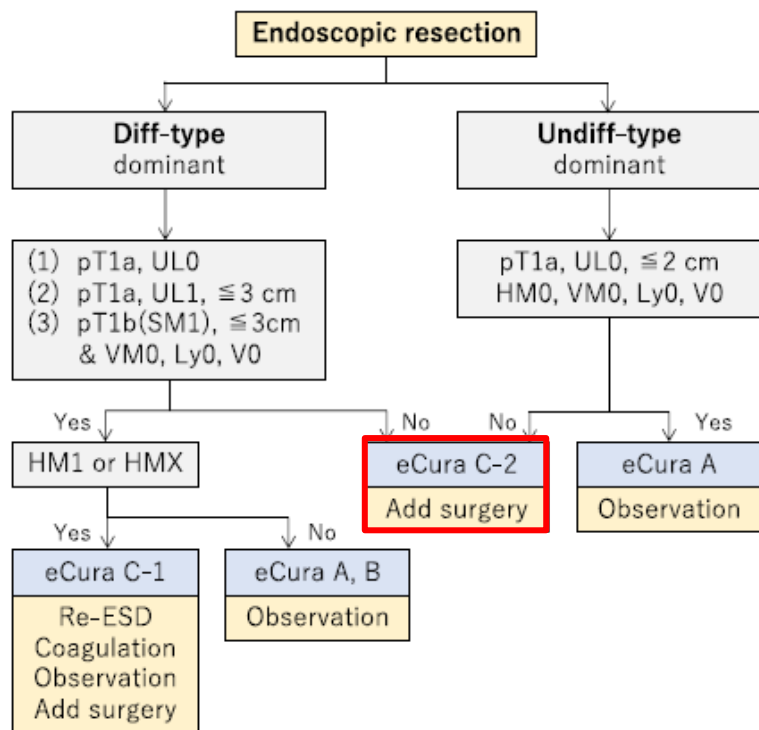 Endoscopic resection
Diff-type
dominant
Undiff-type
dominant
(1) pT1a, UL0
(2) pT1a, UL1, ≦3 cm
(3) pT1b(SM1), ≦3cm
& VM0, Ly0, V0
pT1a, UL0, ≦2 cm
HM0, VM0, Ly0, V0
Yes
No
No
Yes
HM1 or HMX
eCura C-2
Add surgery
eCura A
Observation
Yes
No
eCura C-1
Re-ESD
Coagulation
Observation
Add surgery
eCura A, B
Observation